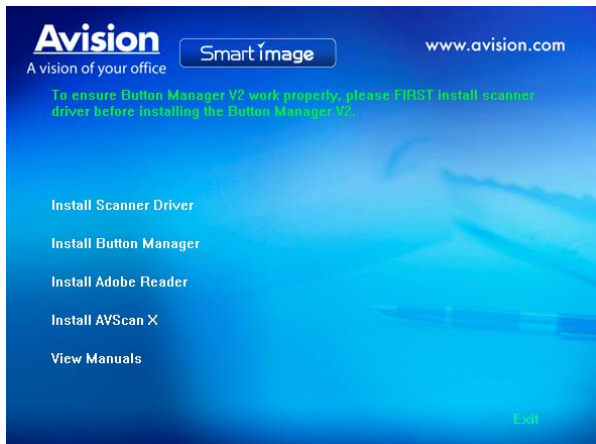 Avision
Smart image
www.avision.com
A vision of your office
To ensure Button Manager V2 work properly, please FIRST install scanner
driver before installing the Button Manager V2.
Install Scanner Driver
Install Button Manager
Install Adobe Reader
Install AVScan X
View Manuals
Exit